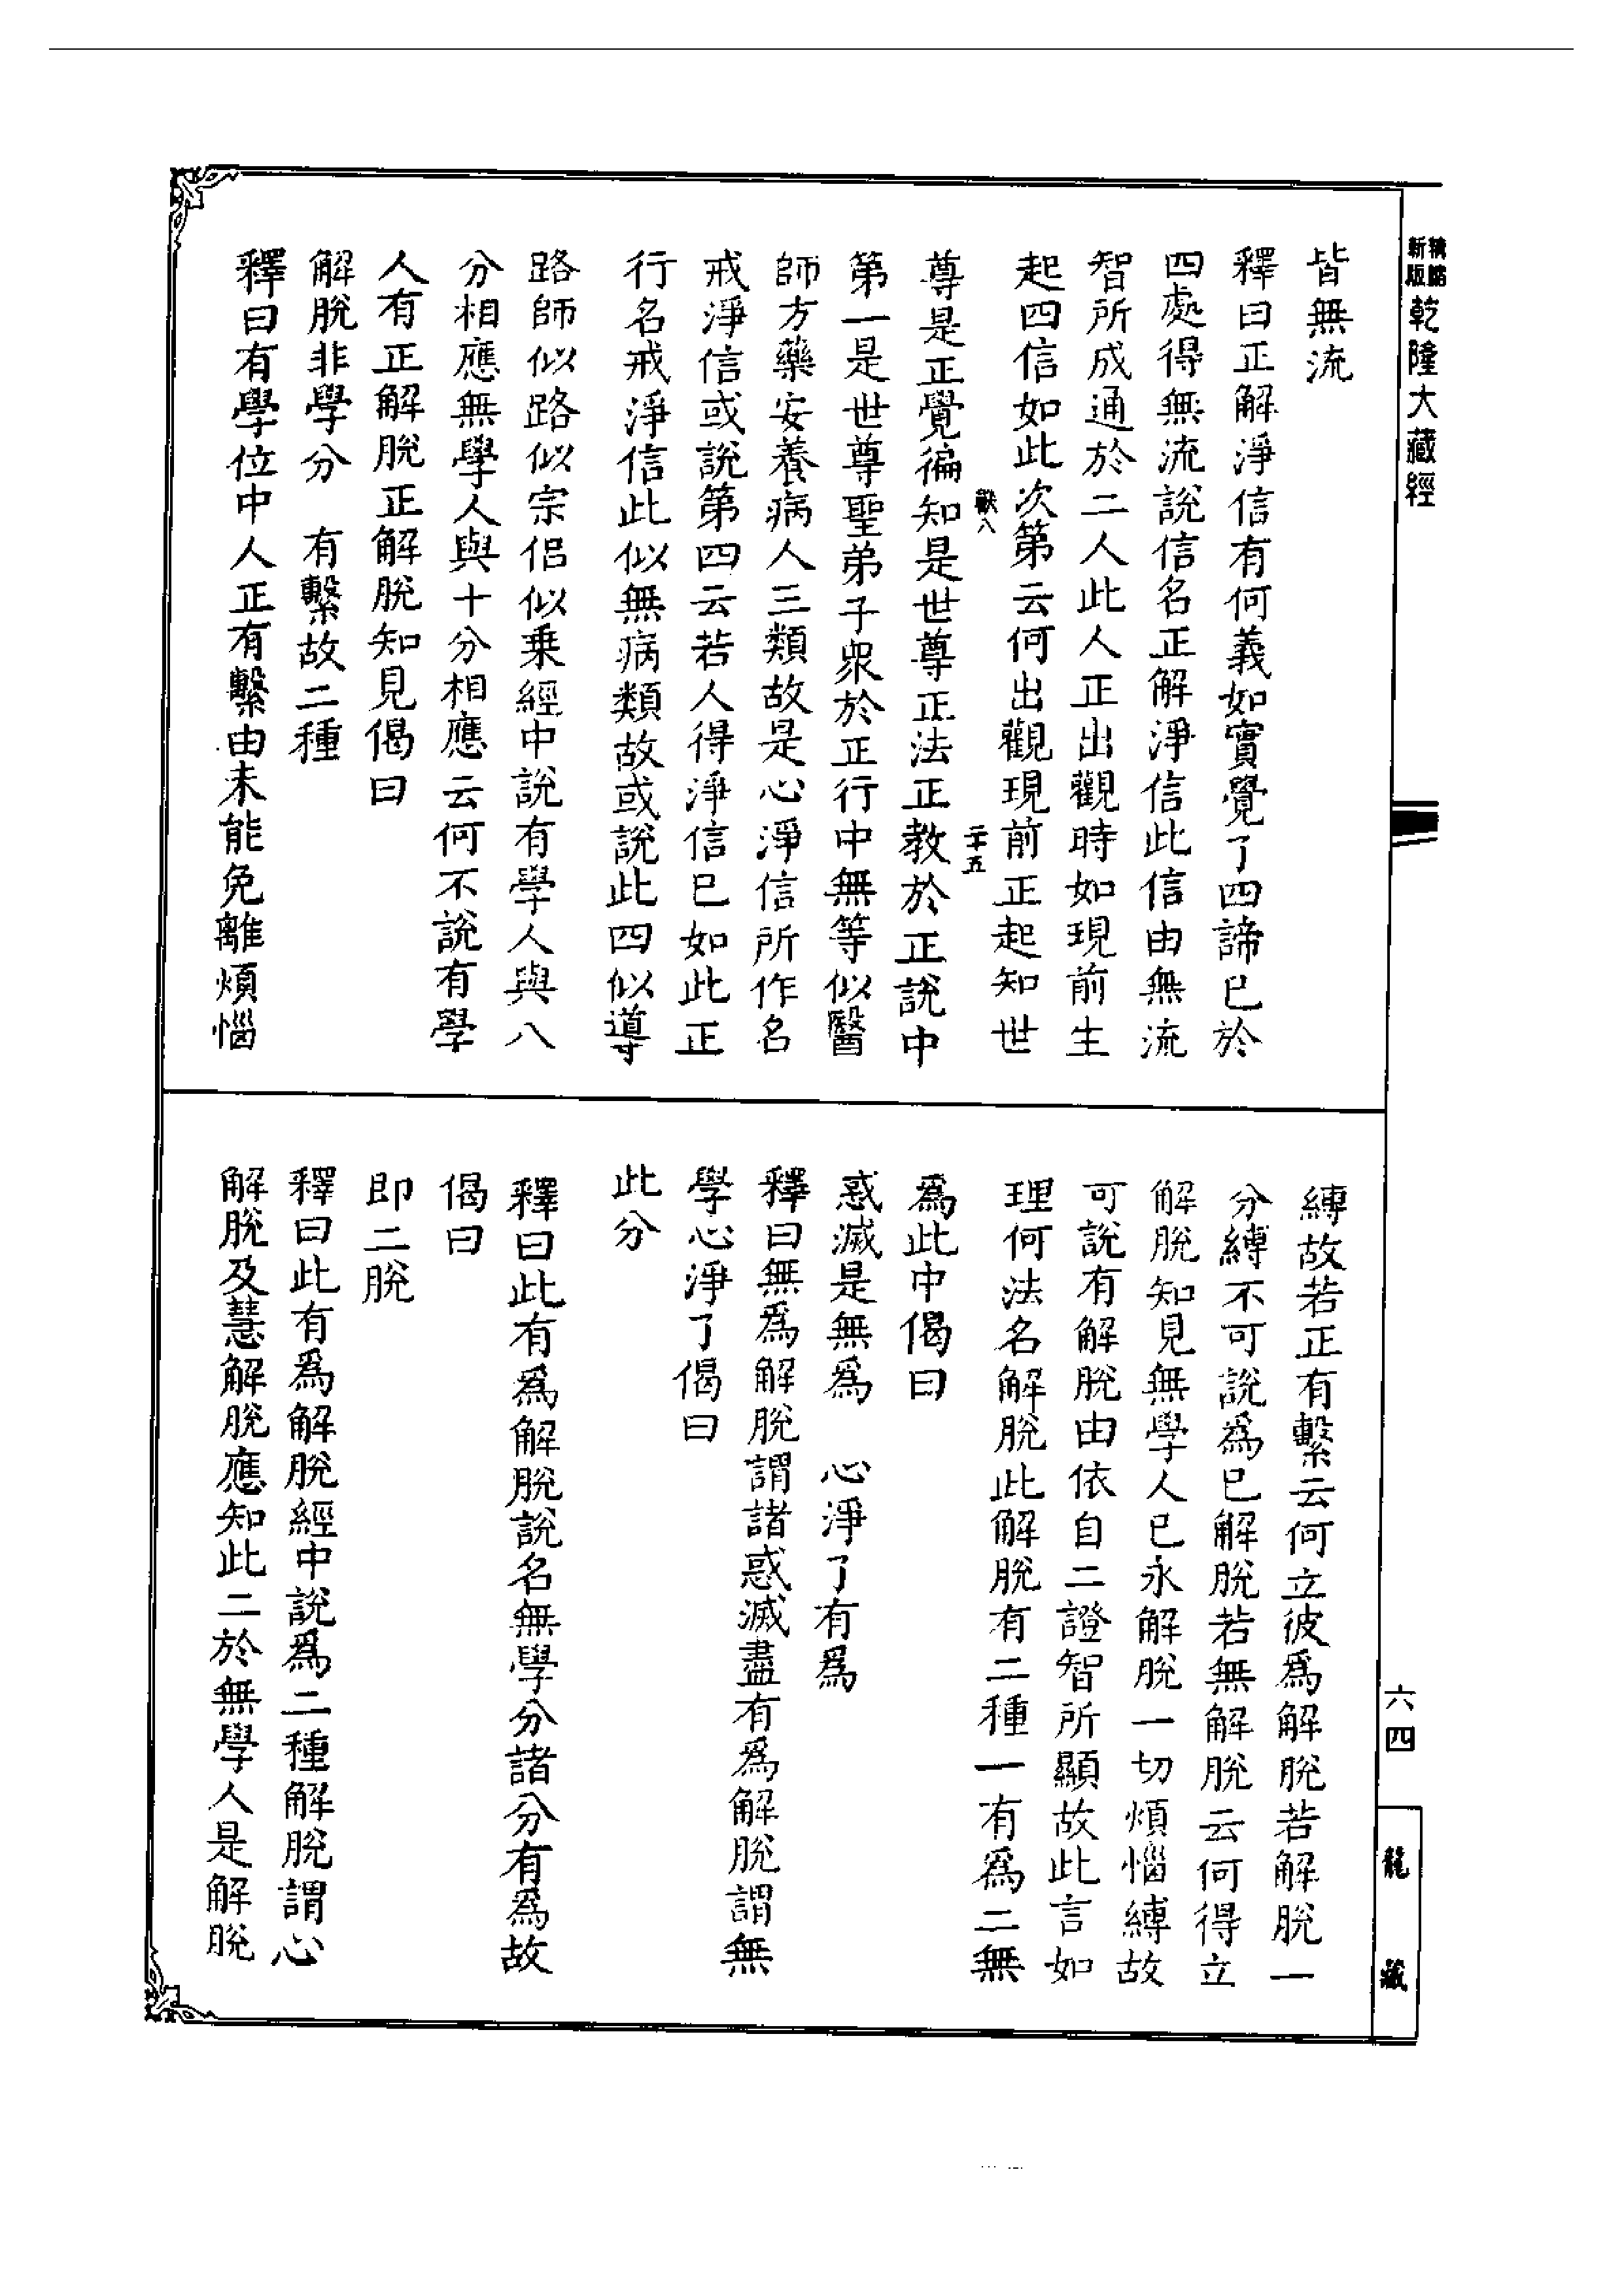 新版
精縮
乾隆大藏經
六四
龍藏
皆無流
釋曰正解淨信有何義如實覺了四諦已於
四處得無流說信名正解淨信此信由無流
智所成通於二人此人正出觀時如現前生
起四信如此次第云何出觀現前正起知世
二十五
尊是正覺徧知是世尊正法正教於正說中
第一是世尊聖弟子眾於正行中無等似醫
師方藥安養病人三類故是心淨信所作名
戒淨信或說第四云若人得淨信已如此正
行名戒淨信此似無病類故或說此四似導
路師似路似宗侶似乗經中說有學人與八
分相應無學人與十分相應云何不說有學
人有正解脫正解脫知見偈曰
解脫非學分　有繫故二種
釋曰有學位中人正有繫由未能免離煩惱
縛故若正有繫云何立彼爲解脫若解脫一
分縛不可說爲已解脫若無解脫云何得立
解脫知見無學人已永解脫一切煩惱縛故
可說有解脫由依自二證智所顯故此言如
理何法名解脫此解脫有二種一有爲二無
爲此中偈曰
惑滅是無爲　心淨了有爲
釋曰無爲解脫謂諸惑滅盡有爲解脫謂無
學心淨了偈曰
此分
釋曰此有爲解脫說名無學分諸分有爲故
偈曰
即二脫
釋曰此有爲解脫經中說爲二種解脫謂心
解脫及慧解脫應知此二於無學人是解脫